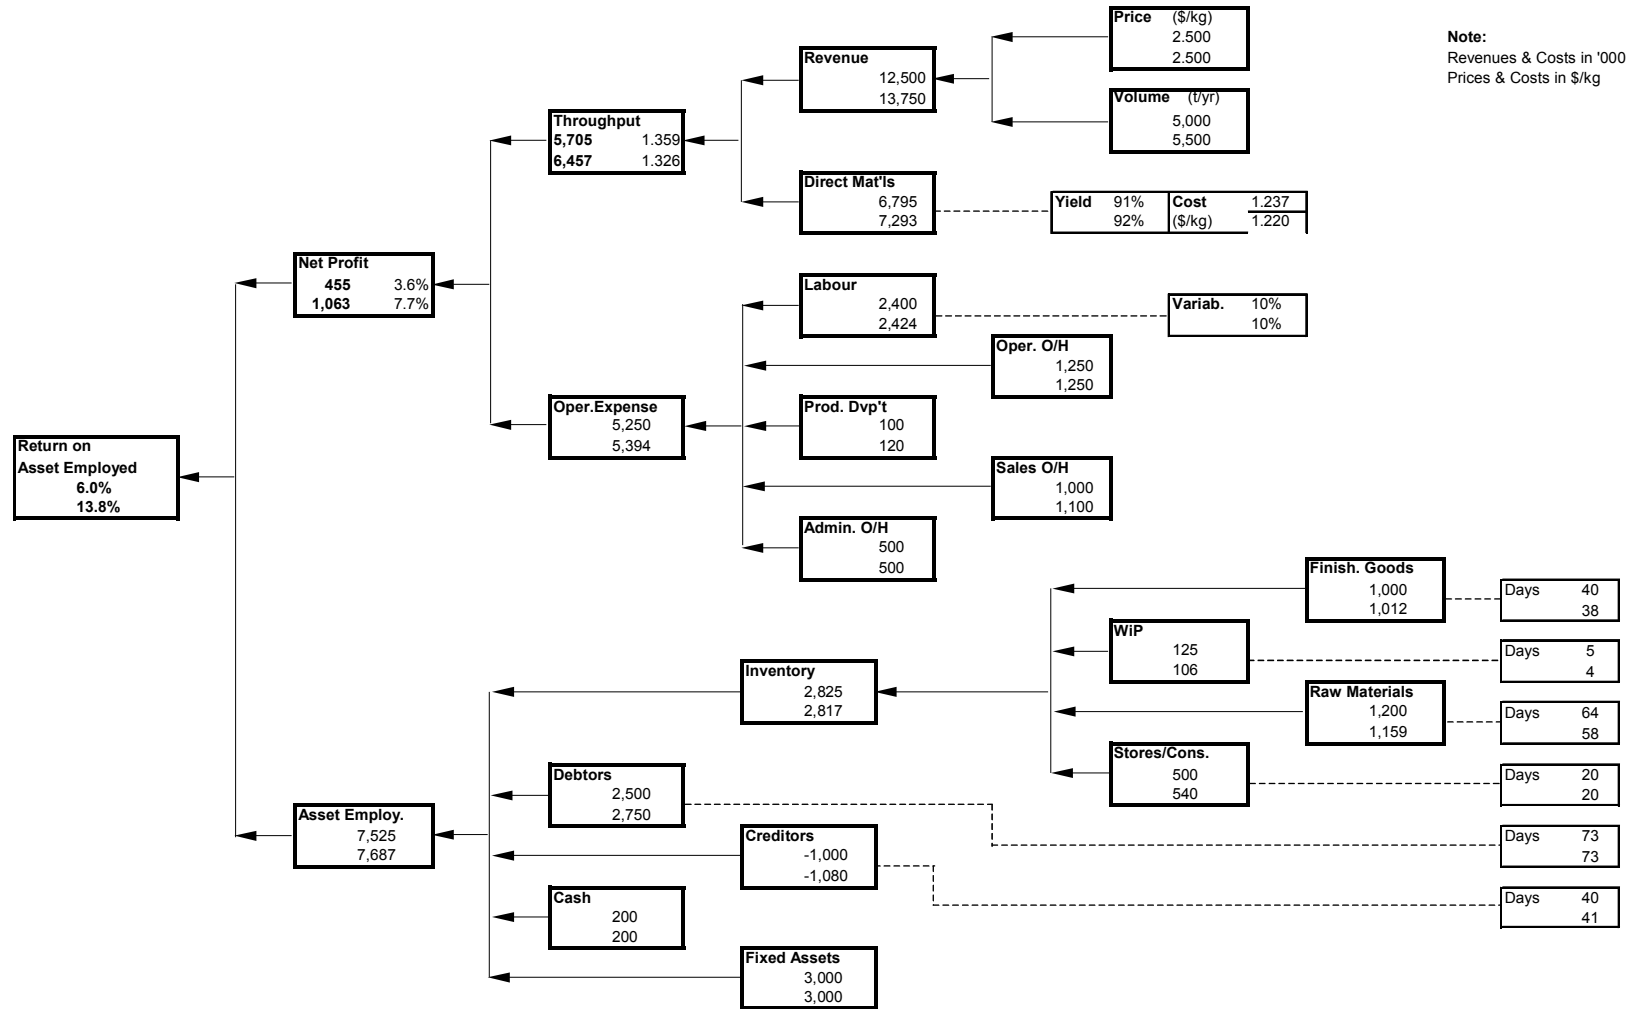 Price ($/kg)
2.500
2.500
Note:
Revenues & Costs in '000
Prices & Costs in $/kg
Revenue
12,500
13,750
Volume (t/yr)
5,000
5,500
Throughput
5,705 1.359
6,457 1.326
Direct Mat'ls
6,795
7,293
Yield 91% Cost 1.237
92% ($/kg) 1.220
Net Profit
455 3.6%
1,063 7.7%
Labour
2,400
2,424
Variab. 10%
10%
Oper. O/H
1,250
1,250
Oper.Expense
5,250
5,394
Prod. Dvp't
100
120
Return on
Asset Employed
6.0%
13.8%
Sales O/H
1,000
1,100
Admin. O/H
500
500
Finish. Goods
1,000
1,012
Days 40
38
WiP
125
106
Days 5
4
Inventory
2,825
2,817
Raw Materials
1,200
1,159
Days 64
58
Stores/Cons.
500
540
Days 20
20
Debtors
2,500
2,750
Asset Employ.
7,525
7,687
Creditors
-1,000
-1,080
Days 73
73
Cash
200
200
Days 40
41
Fixed Assets
3,000
3,000